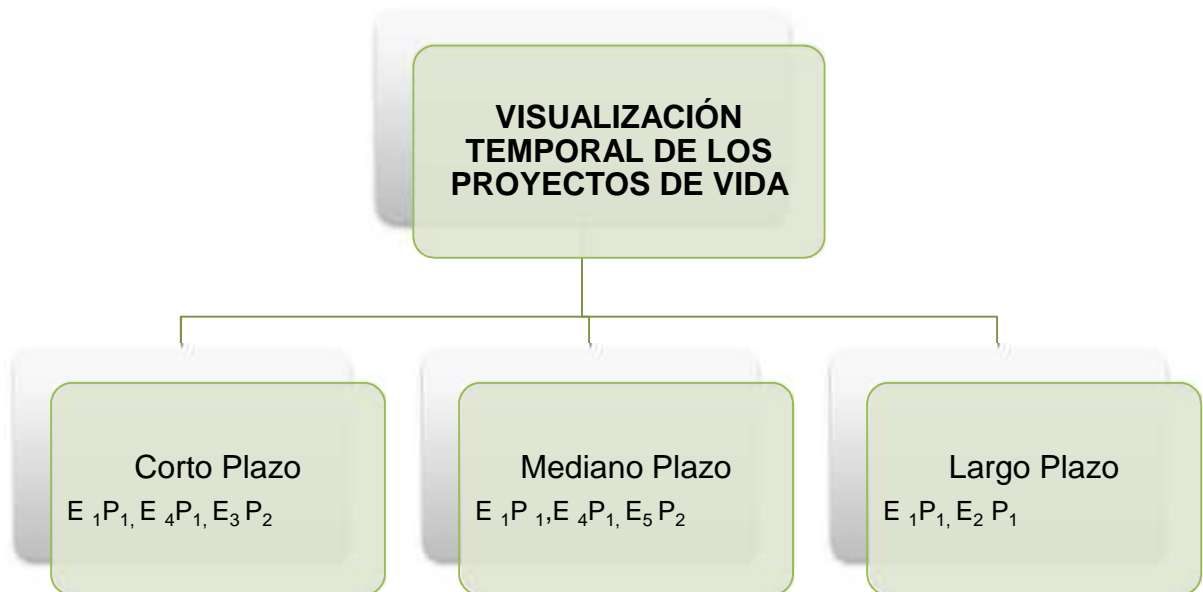 VISUALIZACIÓN
TEMPORAL DE LOS
PROYECTOS DE VIDA
Corto Plazo
E ₁P₁, E ₄P₁, E₃ P₂
Mediano Plazo
E ₁P ₁,E ₄P₁, E₅ P₂
Largo Plazo
E ₁P₁, E₂ P₁